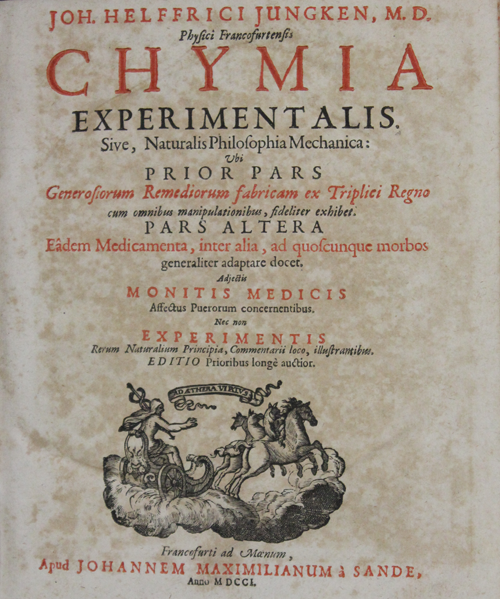 JOH. HELFFRICI JUNGKEN, M. D.
Phyſici Francofurtenſis
CHYMIA
EXPERIMENTALIS.
Sive, Naturalis Philoſophia Mechanica:
Ubi
PRIOR PARS
Generoſiorum Remediorum fabricam ex Triplici Regno
cum omnibus manipulationibus, fideliter exhibet.
PARS ALTERA
Eâdem Medicamenta, inter alia, ad quoſcunque morbos
generaliter adaptare docet.
Adjectis
MONITIS MEDICIS
Affectus Puerorum concernentibus.
Nec non
EXPERIMENTIS
Rerum Naturalium Principia, Commentarii loco, illuſtrantibus.
EDITIO Prioribus longè auctior.
AD ÆTHERA VIRTUS
Francofurti ad Mœnum,
Apud JOHANNEM MAXIMILIANUM à SANDE,
Anno MDCCI.